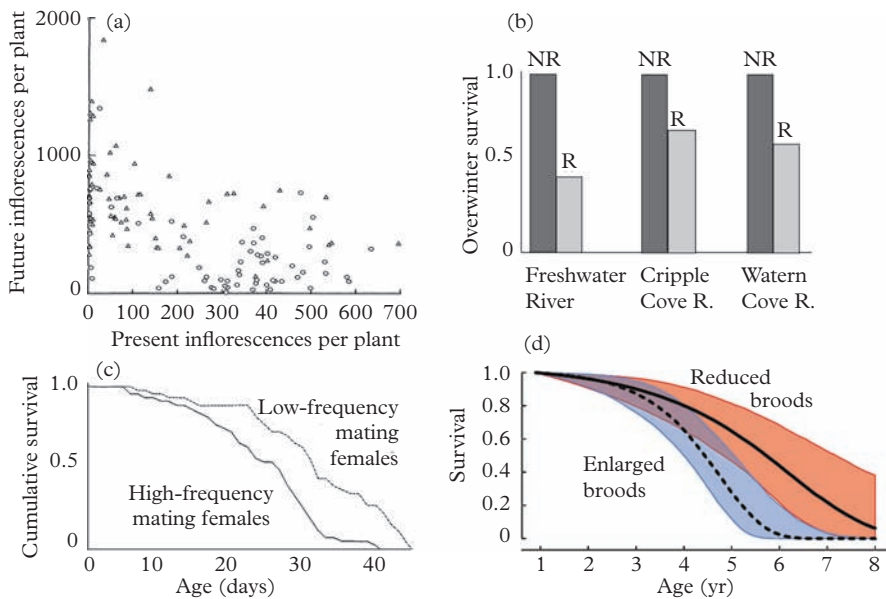 (a)
2000
1000
0
Future inflorescences per plant
0 100 200 300 400 500 600 700
Present inflorescences per plant
(b)
1.0
0.5
0
Overwinter survival
NR
R
NR
R
NR
R
Freshwater
River
Cripple
Cove R.
Watern
Cove R.
(c)
1.0
0.5
0
Cumulative survival
Low-frequency
mating
females
High-frequency
mating females
0 10 20 30 40
Age (days)
(d)
1.0
0.8
0.6
0.4
0.2
0
Survival
Reduced
broods
Enlarged
broods
1 2 3 4 5 6 7 8
Age (yr)